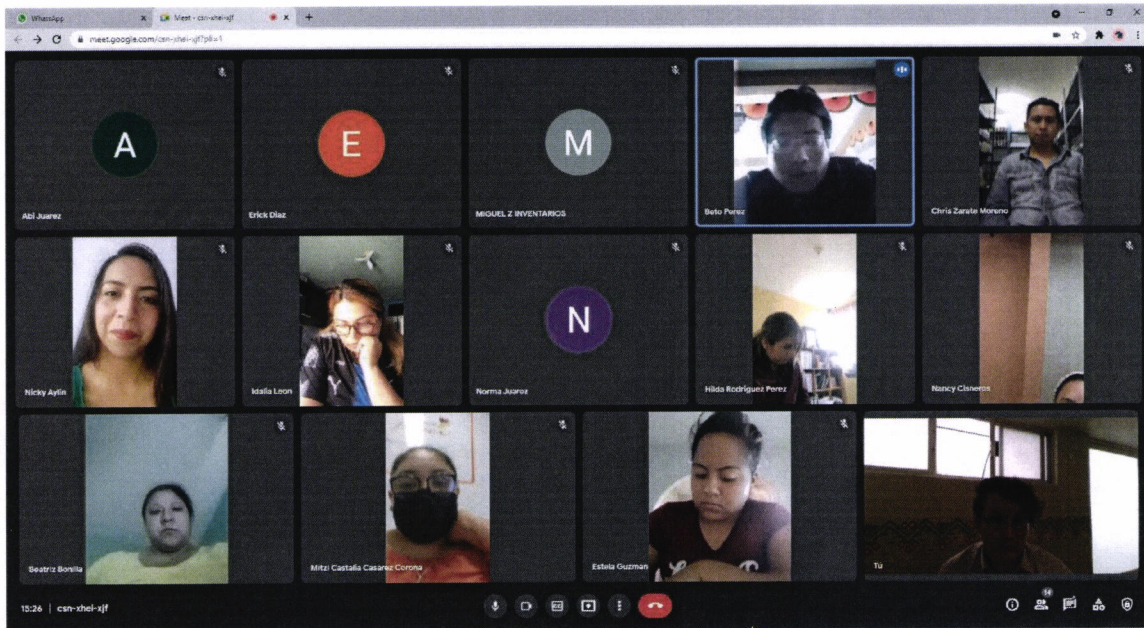 WhatsApp
Meet - csn-xhei-xjf
meet.google.com/csn-xhei-xjf?pli=1
A
Abi Juarez
E
Erick Diaz
M
MIGUEL Z INVENTARIOS
Beto Perez
Chris Zarate Moreno
Nicky Aylin
Idalia Leon
N
Norma Juarez
Hilda Rodríguez Perez
Nancy Cisneros
Beatriz Bonilla
Mitzi Castalia Casarez Corona
Estela Guzman
Tú
15:26 | csn-xhei-xjf
14